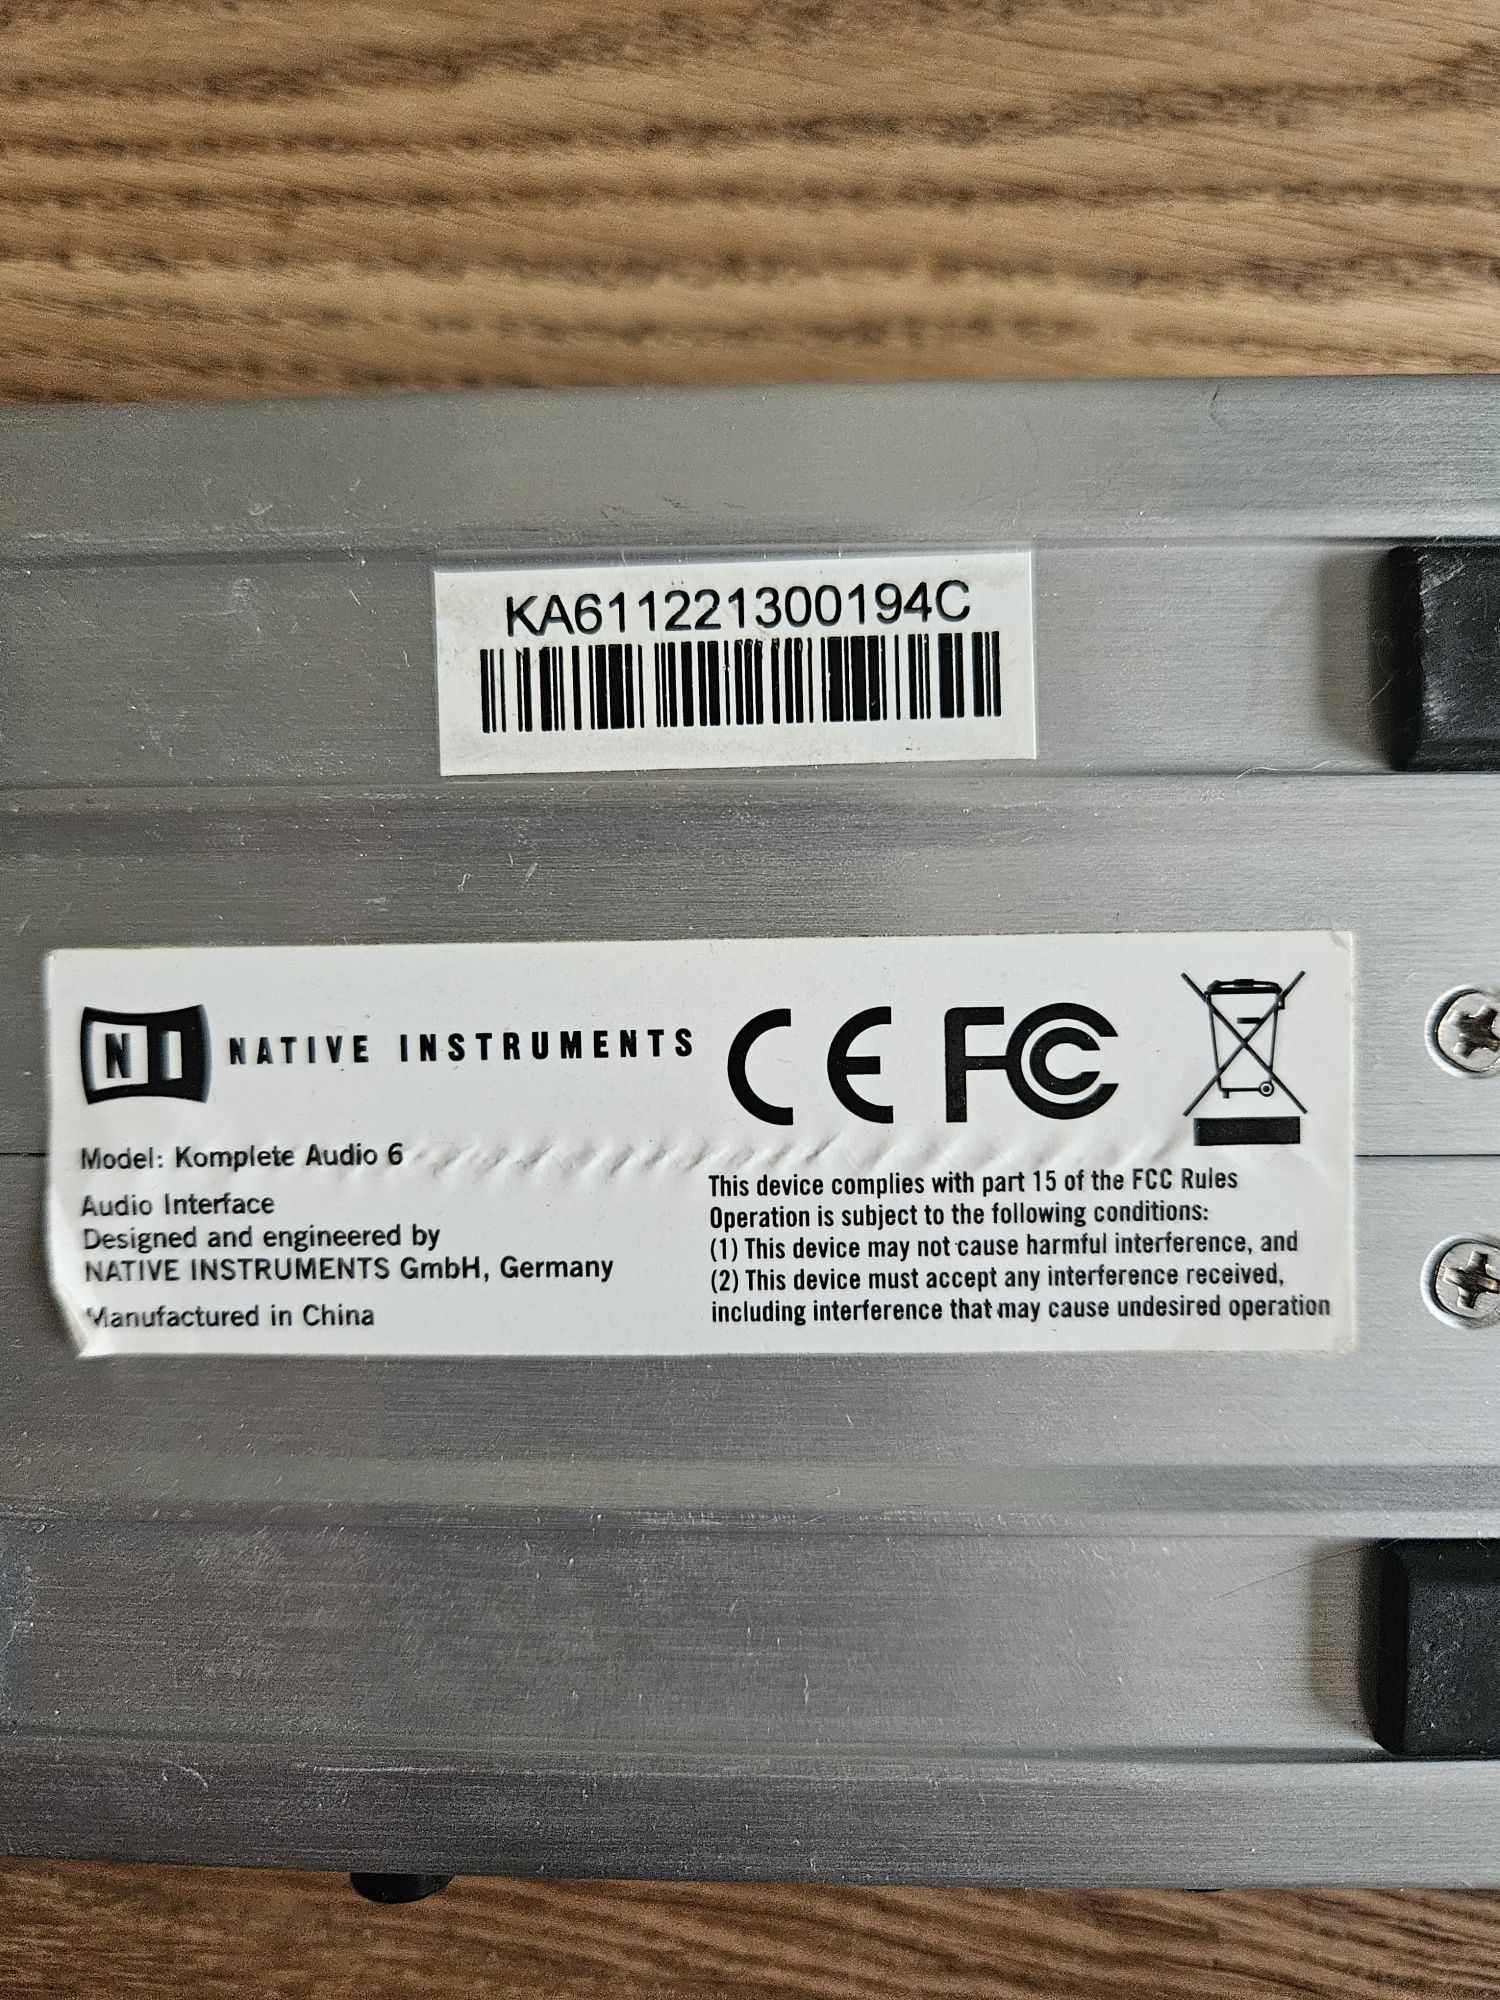 KA611221300194C
NI NATIVE INSTRUMENTS CE FC
Model: Komplete Audio 6
Audio Interface
Designed and engineered by
NATIVE INSTRUMENTS GmbH, Germany
Manufactured in China
This device complies with part 15 of the FCC Rules
Operation is subject to the following conditions:
(1) This device may not cause harmful interference, and
(2) This device must accept any interference received,
including interference that may cause undesired operation